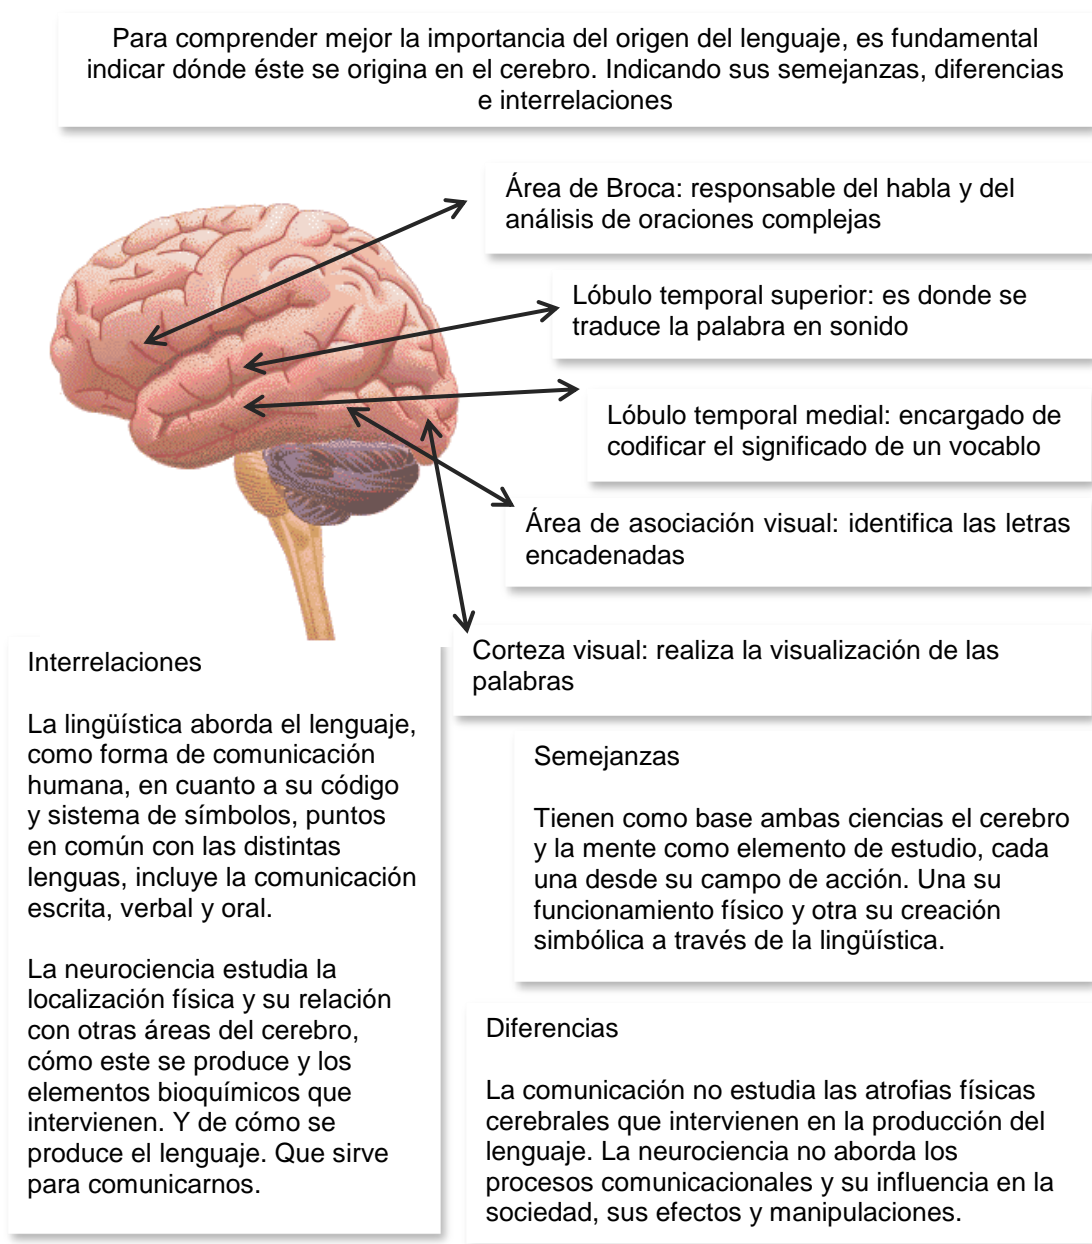 Para comprender mejor la importancia del origen del lenguaje, es fundamental
indicar dónde éste se origina en el cerebro. Indicando sus semejanzas, diferencias
e interrelaciones
Área de Broca: responsable del habla y del
análisis de oraciones complejas
Lóbulo temporal superior: es donde se
traduce la palabra en sonido
Lóbulo temporal medial: encargado de
codificar el significado de un vocablo
Área de asociación visual: identifica las letras
encadenadas
Corteza visual: realiza la visualización de las
palabras
Interrelaciones
La lingüística aborda el lenguaje,
como forma de comunicación
humana, en cuanto a su código
y sistema de símbolos, puntos
en común con las distintas
lenguas, incluye la comunicación
escrita, verbal y oral.
La neurociencia estudia la
localización física y su relación
con otras áreas del cerebro,
cómo este se produce y los
elementos bioquímicos que
intervienen. Y de cómo se
produce el lenguaje. Que sirve
para comunicarnos.
Semejanzas
Tienen como base ambas ciencias el cerebro
y la mente como elemento de estudio, cada
una desde su campo de acción. Una su
funcionamiento físico y otra su creación
simbólica a través de la lingüística.
Diferencias
La comunicación no estudia las atrofias físicas
cerebrales que intervienen en la producción del
lenguaje. La neurociencia no aborda los
procesos comunicacionales y su influencia en la
sociedad, sus efectos y manipulaciones.